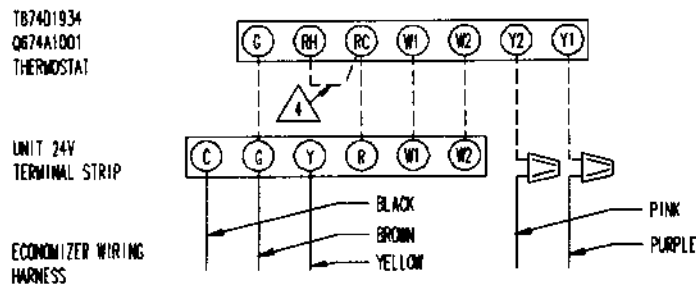 T874D1934
Q674A1001
THERMOSTAT
G RH RC W1 W2 Y2 Y1
4
UNIT 24V
TERMINAL STRIP
C G Y R W1 W2
BLACK
PINK
BROWN
PURPLE
YELLOW
ECONOMIZER WIRING
HARNESS